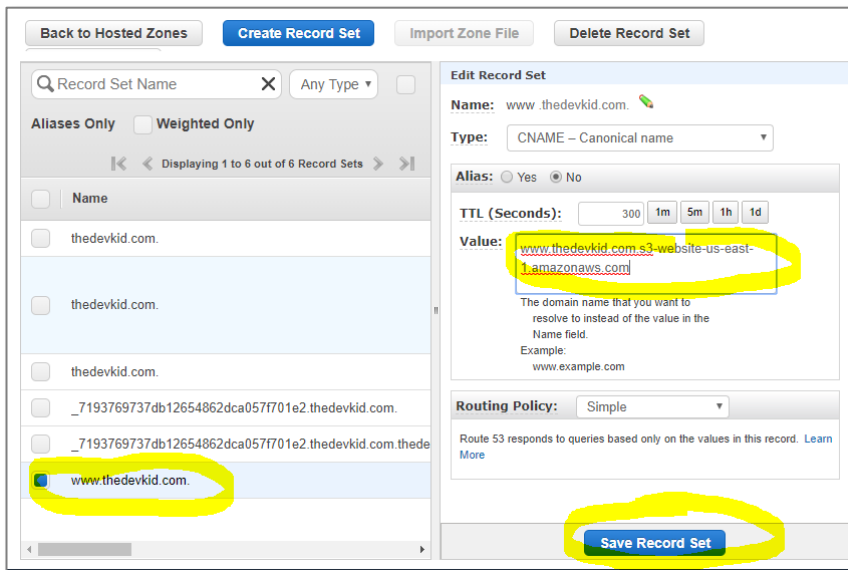 Back to Hosted Zones Create Record Set Import Zone File Delete Record Set
Record Set Name Any Type
Aliases Only Weighted Only
Displaying 1 to 6 out of 6 Record Sets
Name
thedevkid.com.
thedevkid.com.
thedevkid.com.
_7193769737db12654862dca057f701e2.thedevkid.com.
_7193769737db12654862dca057f701e2.thedevkid.com.thede
www.thedevkid.com.
Edit Record Set
Name: www .thedevkid.com.
Type: CNAME – Canonical name
Alias: Yes No
TTL (Seconds): 300 1m 5m 1h 1d
Value: www.thedevkid.com.s3-website-us-east-
1.amazonaws.com
The domain name that you want to
resolve to instead of the value in the
Name field.
Example:
www.example.com
Routing Policy: Simple
Route 53 responds to queries based only on the values in this record. Learn
More
Save Record Set